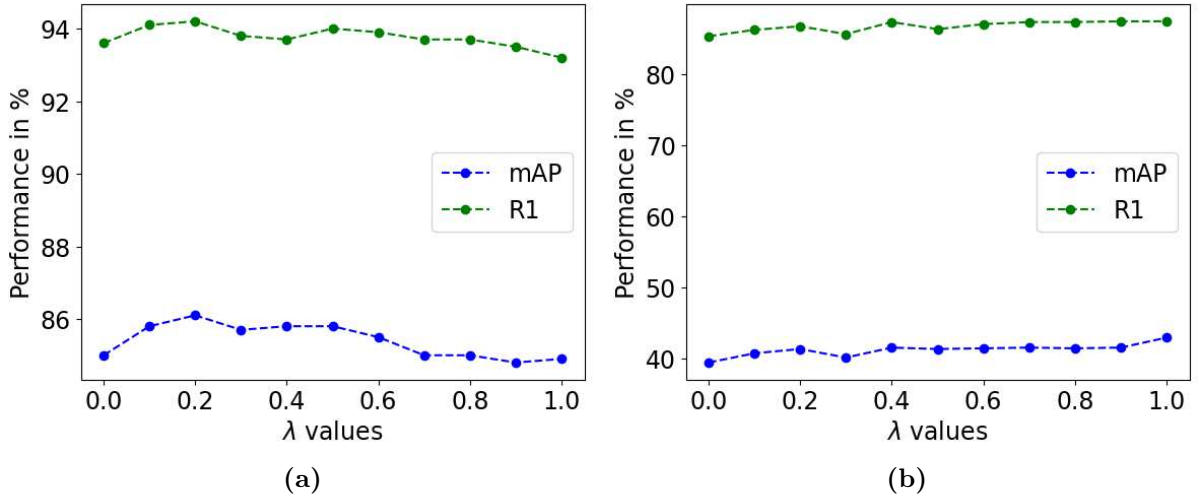 94
92
90
88
86
Performance in %
mAP
R1
0.0 0.2 0.4 0.6 0.8 1.0
λ values
(a)
80
70
60
50
40
Performance in %
mAP
R1
0.0 0.2 0.4 0.6 0.8 1.0
λ values
(b)